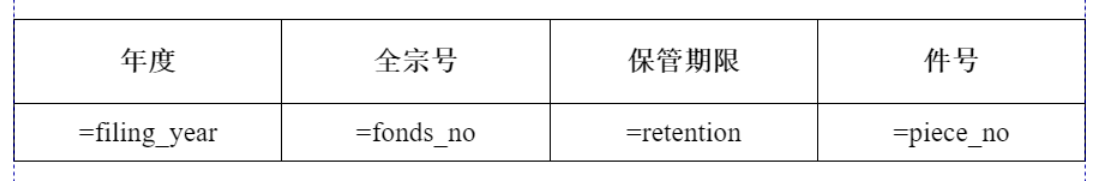 年度 全宗号 保管期限 件号
=filing_year =fonds_no =retention =piece_no